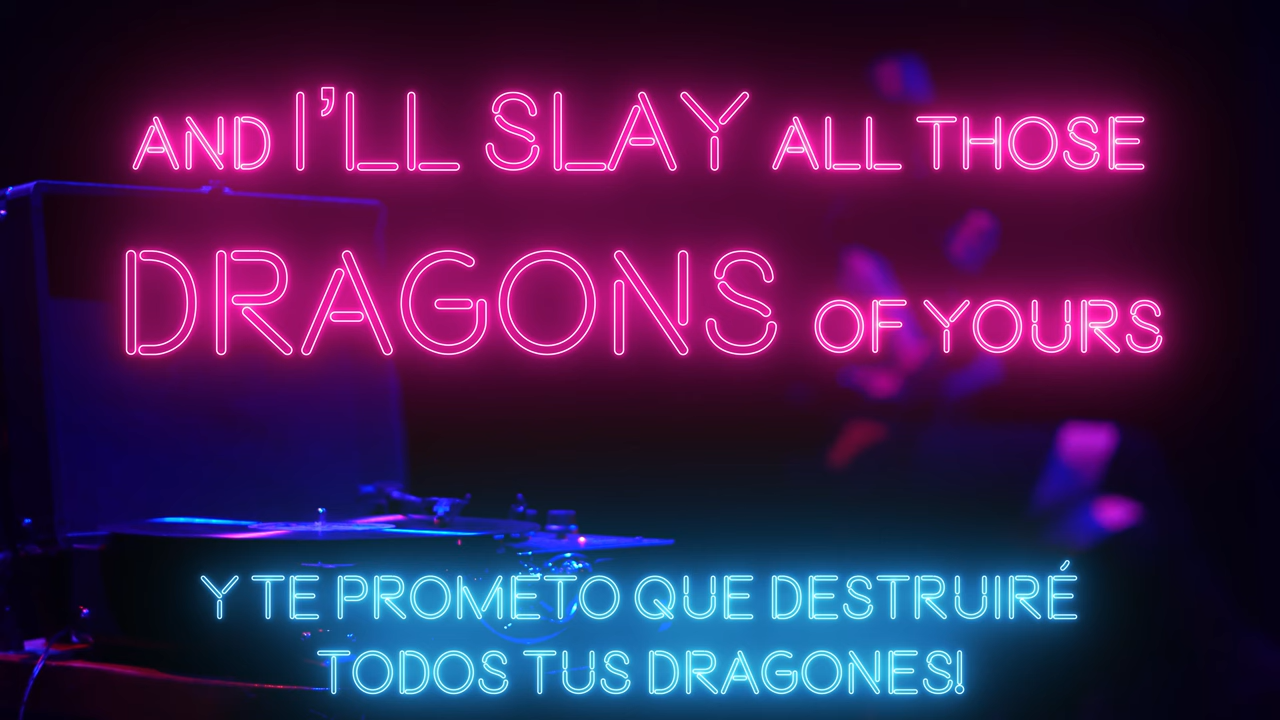 AND I'LL SLAY ALL THOSE
DRAGONS OF YOURS
Y TE PROMETO QUE DESTRUIRÉ
TODOS TUS DRAGONES!